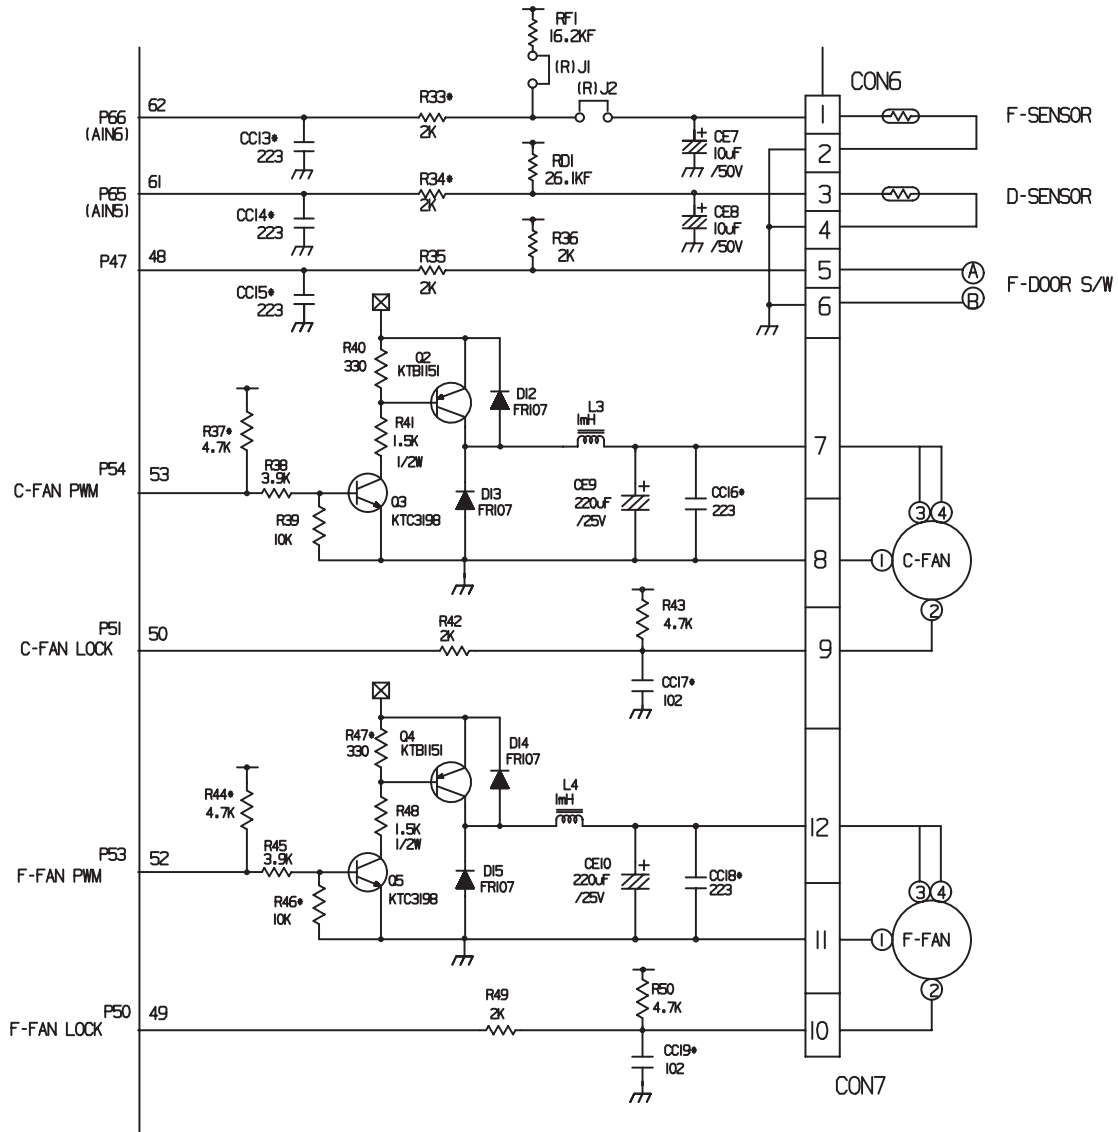 RF1
16.2KF
(R)J1
(R)J2
CON6
P66
(AIN6)
62
R33*
2K
CC13*
223
CE7
10uF
/50V
1
F-SENSOR
2
RD1
26.1KF
P65
(AIN5)
61
R34*
2K
CC14*
223
CE8
10uF
/50V
3
D-SENSOR
4
R36
2K
P47
48
R35
2K
CC15*
223
5
A
F-DOOR S/W
6
B
R40
330
Q2
KTB1151
D12
FR107
L3
1mH
R41
1.5K
1/2W
R37*
4.7K
7
P54
C-FAN PWM
53
R38
3.9K
R39
10K
Q3
KTC3198
D13
FR107
CE9
220uF
/25V
CC16*
223
3
4
8
1
C-FAN
2
P51
C-FAN LOCK
50
R42
2K
R43
4.7K
9
CC17*
102
R47*
330
Q4
KTB1151
D14
FR107
L4
1mH
R48
1.5K
1/2W
R44*
4.7K
12
P53
F-FAN PWM
52
R45
3.9K
R46*
10K
Q5
KTC3198
D15
FR107
CE10
220uF
/25V
CC18*
223
3
4
11
1
F-FAN
2
P50
F-FAN LOCK
49
R49
2K
R50
4.7K
10
CC19*
102
CON7